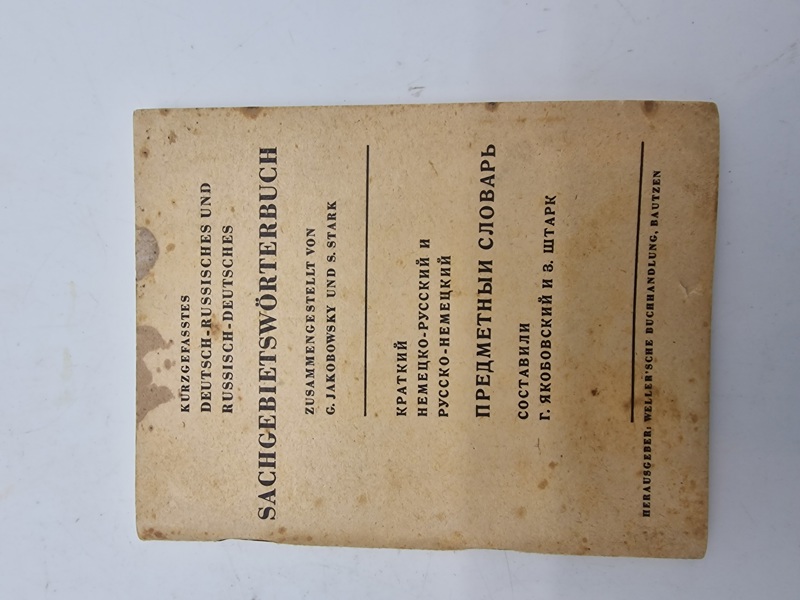 KURZGEFASSTES
DEUTSCH-RUSSISCHES UND
RUSSISCH-DEUTSCHES
SACHGEBIETSWÖRTERBUCH
ZUSAMMENGESTELLT VON
G. JAKOBOWSKY UND S. STARK
КРАТКИЙ
НЕМЕЦКО-РУССКИЙ И
РУССКО-НЕМЕЦКИЙ
ПРЕДМЕТНЫЙ СЛОВАРЬ
СОСТАВИЛИ
Г. ЯКОБОВСКИЙ И З. ШТАРК
HERAUSGEBER: WELLER'SCHE BUCHHANDLUNG, BAUTZEN